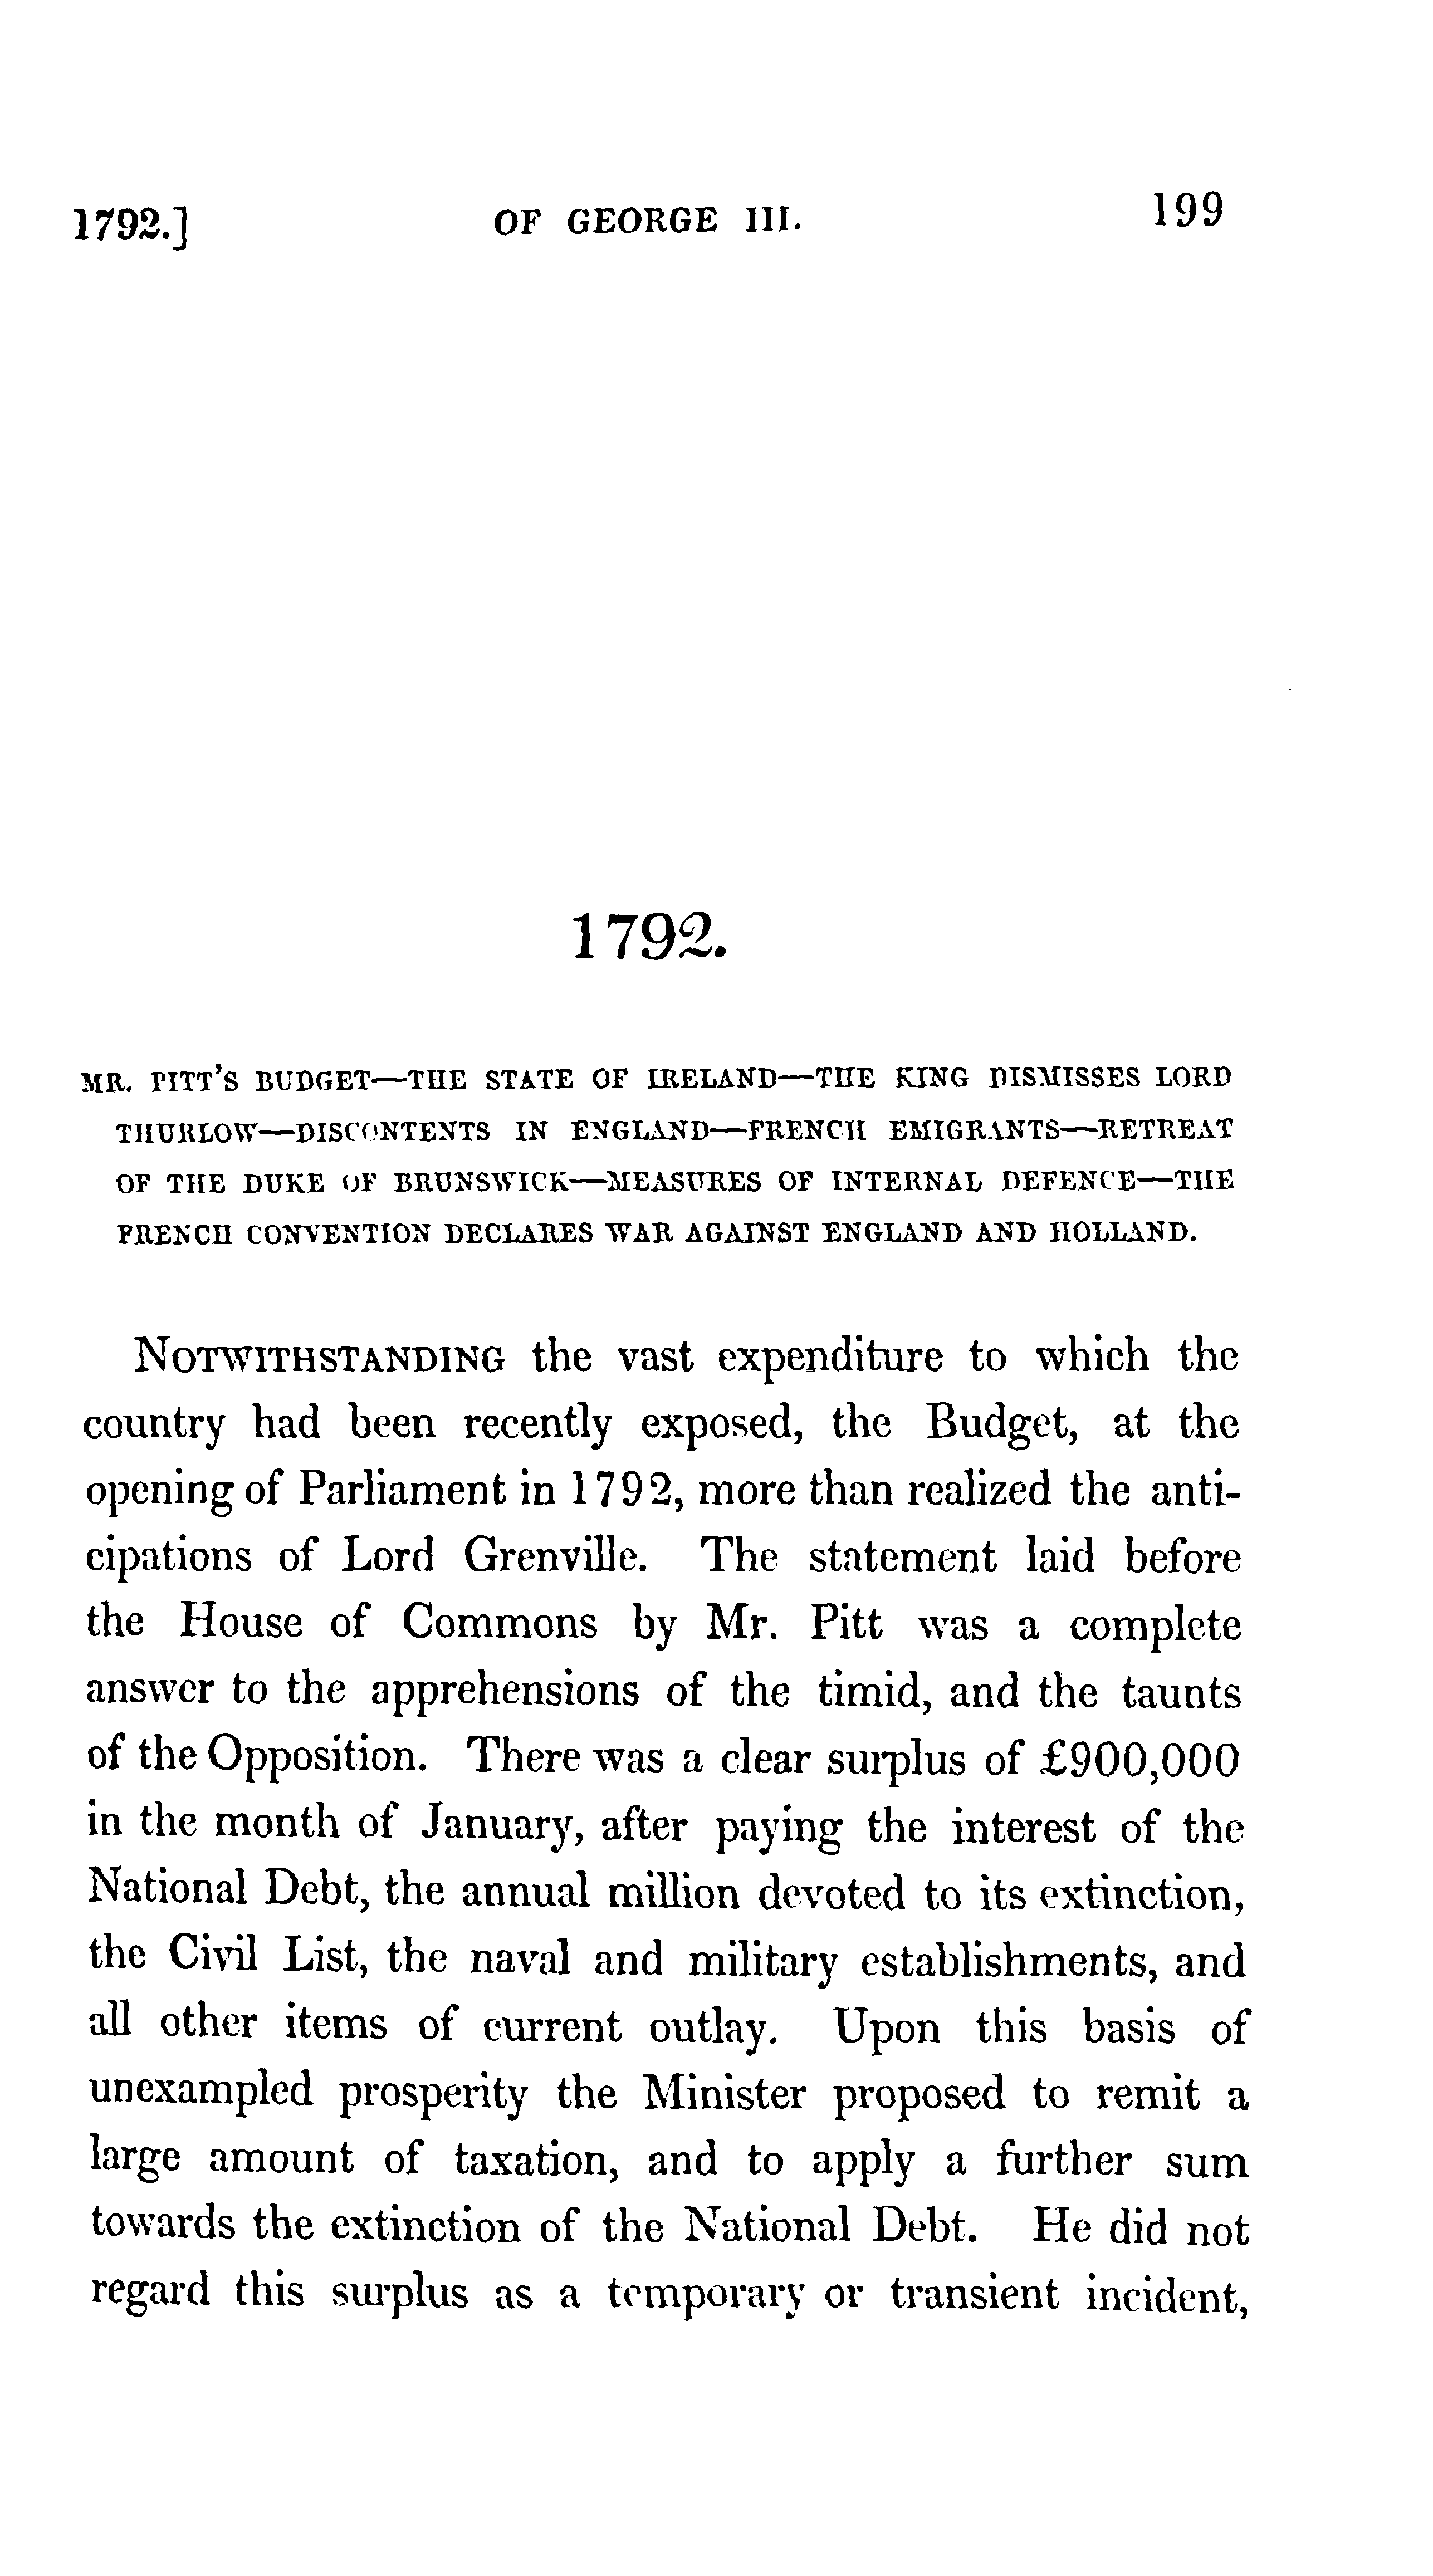 1792.] OF GEORGE III. 199
1792.
MR. PITT'S BUDGET—THE STATE OF IRELAND—THE KING DISMISSES LORD
THURLOW—DISCONTENTS IN ENGLAND—FRENCH EMIGRANTS—RETREAT
OF THE DUKE OF BRUNSWICK—MEASURES OF INTERNAL DEFENCE—THE
FRENCH CONVENTION DECLARES WAR AGAINST ENGLAND AND HOLLAND.
NOTWITHSTANDING the vast expenditure to which the
country had been recently exposed, the Budget, at the
opening of Parliament in 1792, more than realized the anti-
cipations of Lord Grenville. The statement laid before
the House of Commons by Mr. Pitt was a complete
answer to the apprehensions of the timid, and the taunts
of the Opposition. There was a clear surplus of £900,000
in the month of January, after paying the interest of the
National Debt, the annual million devoted to its extinction,
the Civil List, the naval and military establishments, and
all other items of current outlay. Upon this basis of
unexampled prosperity the Minister proposed to remit a
large amount of taxation, and to apply a further sum
towards the extinction of the National Debt. He did not
regard this surplus as a temporary or transient incident,